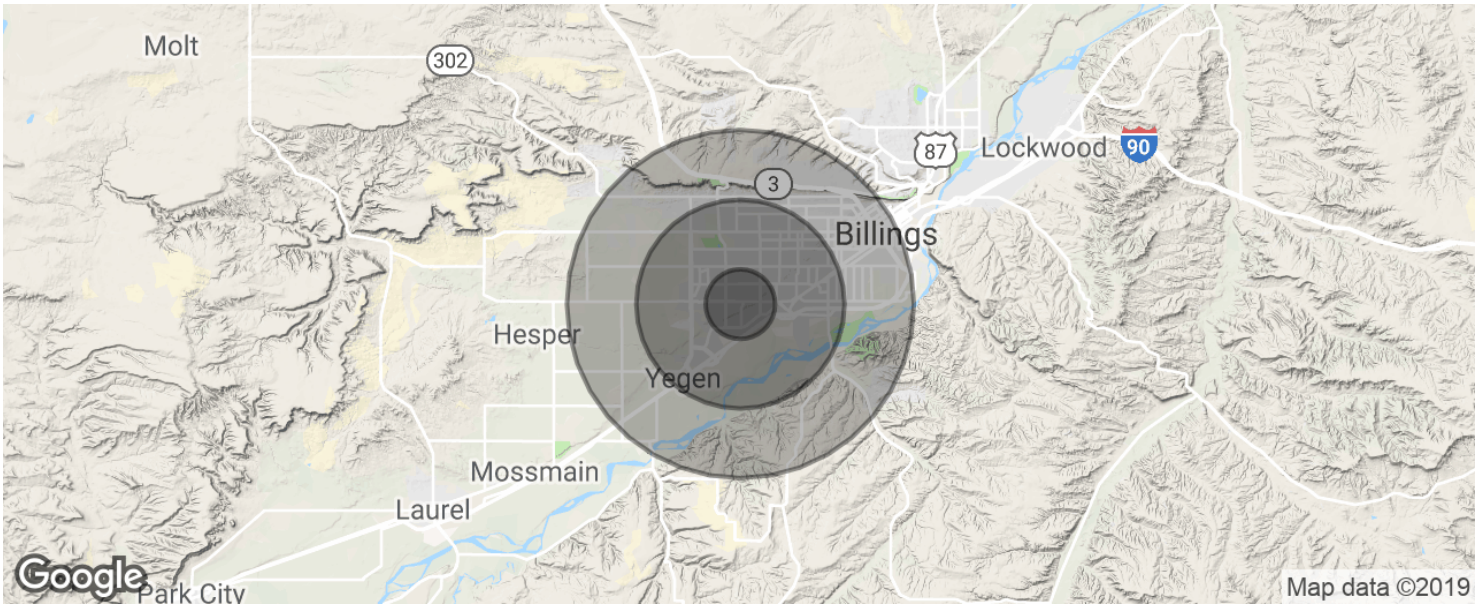 Molt
302
87
Lockwood
90
3
Billings
Hesper
Yegen
Mossmain
Laurel
Google
Park City
Map data ©2019